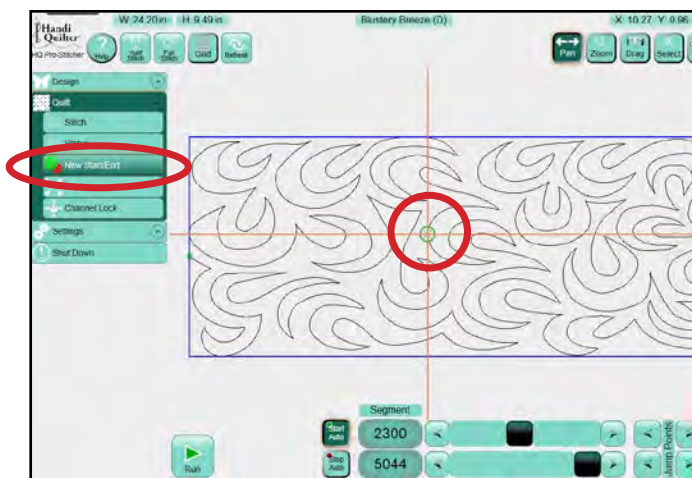 W: 24.20 in H: 9.49 in Blustery Breeze (D) X: 10.27 Y: 0.96
Handi
Quilter
HQ Pro-Stitcher
Help
Half
Stitch
Full
Stitch
Grid
Refresh
Pan
Zoom
Drag
Select
Design
Quilt
Stitch
New Start/End
Channel Lock
Settings
Shut Down
Segment
Start
Auto
2300
Stop
Auto
5044
Jump Points
Run